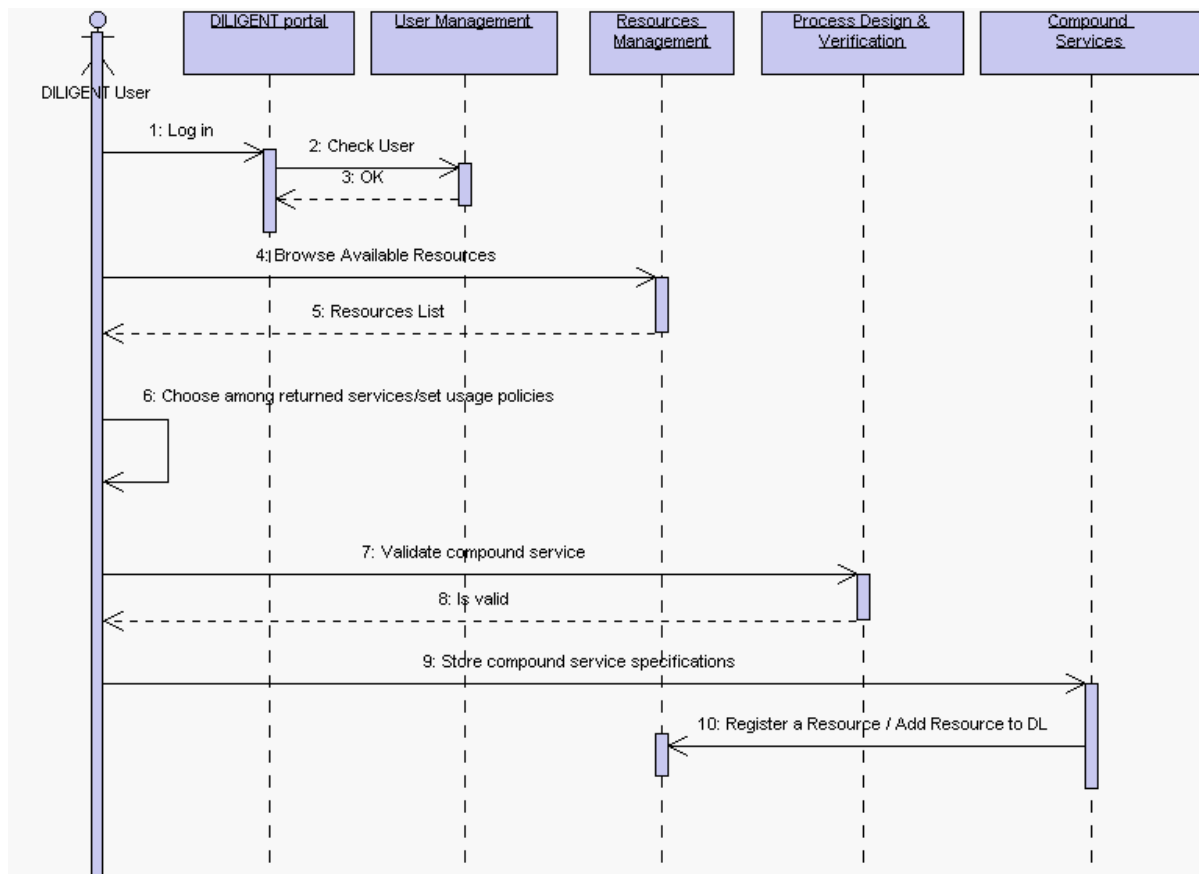 DILIGENT portal
User Management
Resources
Management
Process Design &
Verification
Compound
Services
DILIGENT User
1: Log in
2: Check User
3: OK
4: Browse Available Resources
5: Resources List
6: Choose among returned services/set usage policies
7: Validate compound service
8: Is valid
9: Store compound service specifications
10: Register a Resource / Add Resource to DL